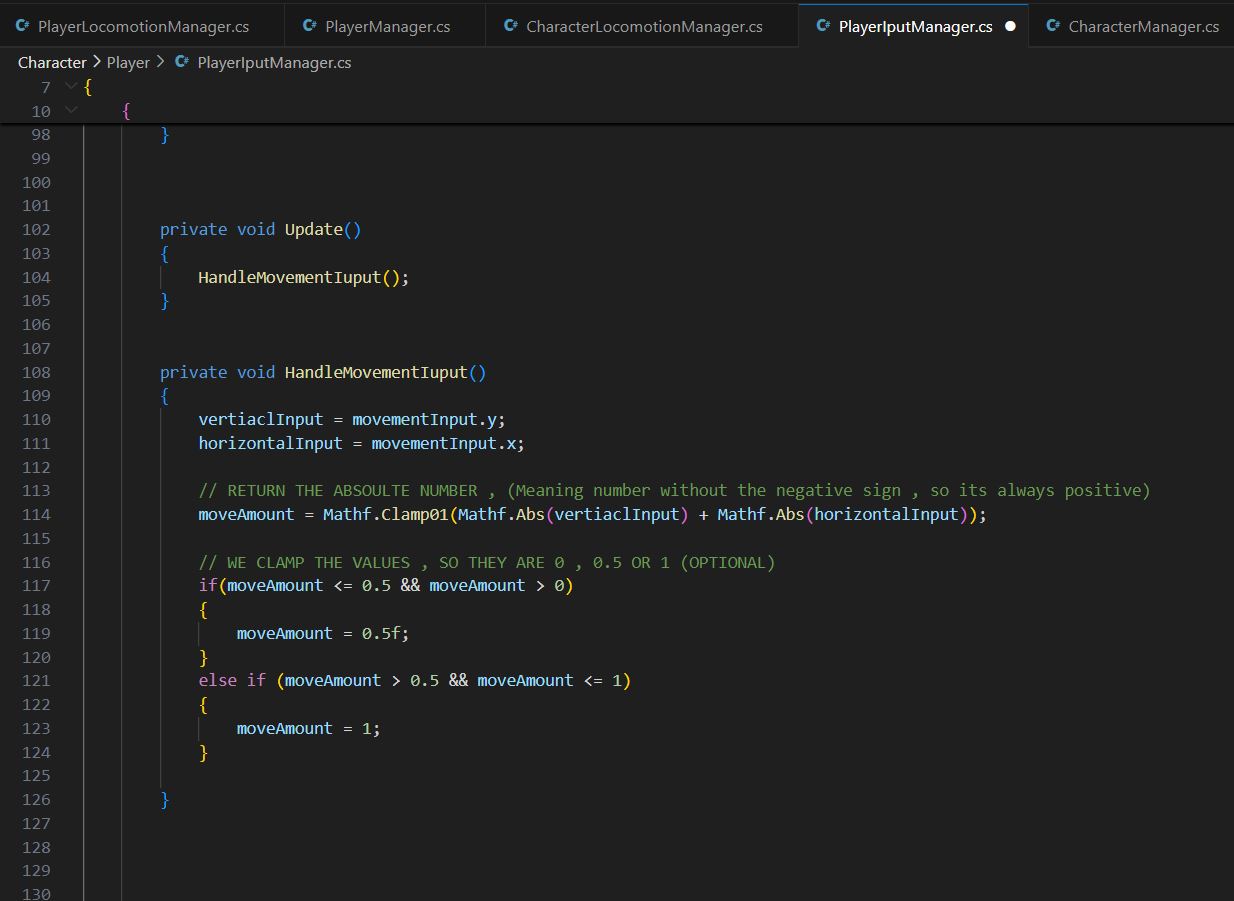 PlayerLocomotionManager.cs PlayerManager.cs CharacterLocomotionManager.cs PlayerIputManager.cs CharacterManager.cs
Character > Player > PlayerIputManager.cs
7 {
10 {
98 }
99
100
101
102 private void Update()
103 {
104 HandleMovementIuput();
105 }
106
107
108 private void HandleMovementIuput()
109 {
110 vertiaclInput = movementInput.y;
111 horizontalInput = movementInput.x;
112
113 // RETURN THE ABSOULTE NUMBER , (Meaning number without the negative sign , so its always positive)
114 moveAmount = Mathf.Clamp01(Mathf.Abs(vertiaclInput) + Mathf.Abs(horizontalInput));
115
116 // WE CLAMP THE VALUES , SO THEY ARE 0 , 0.5 OR 1 (OPTIONAL)
117 if(moveAmount <= 0.5 && moveAmount > 0)
118 {
119 moveAmount = 0.5f;
120 }
121 else if (moveAmount > 0.5 && moveAmount <= 1)
122 {
123 moveAmount = 1;
124 }
125
126 }
127
128
129
130